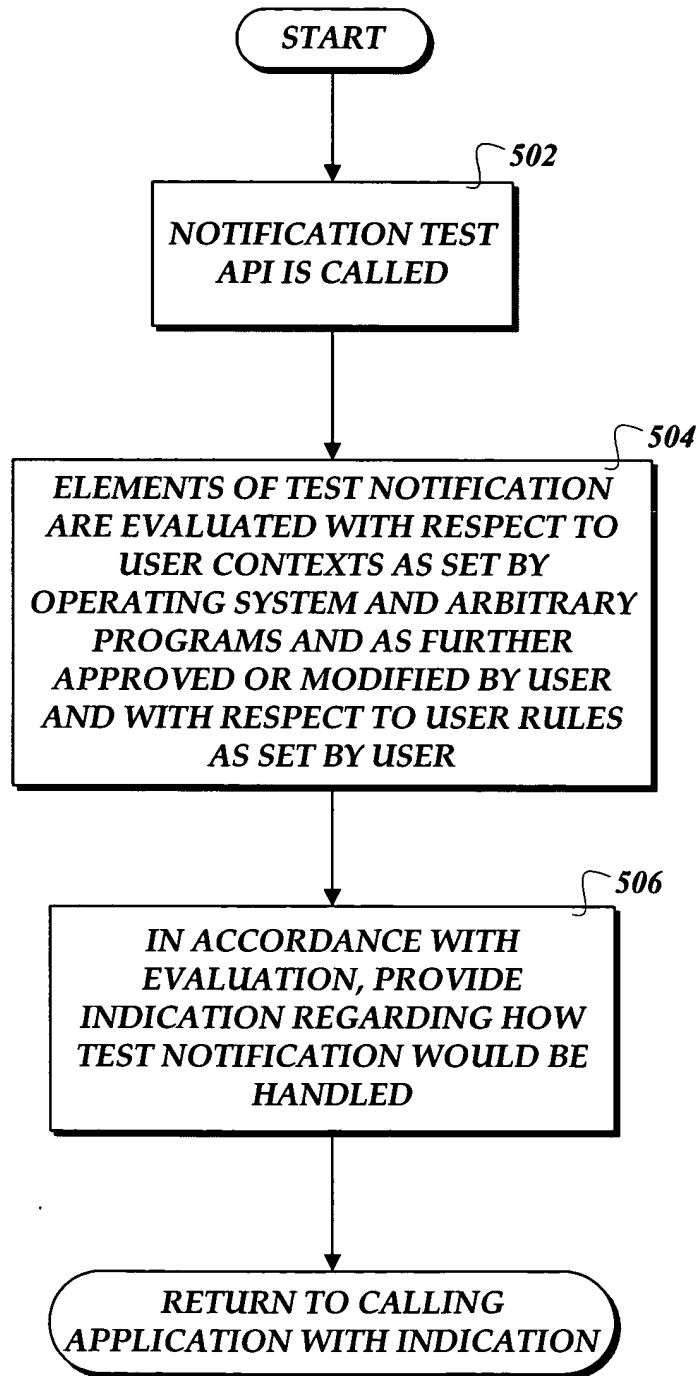 START
502
NOTIFICATION TEST
API IS CALLED
504
ELEMENTS OF TEST NOTIFICATION
ARE EVALUATED WITH RESPECT TO
USER CONTEXTS AS SET BY
OPERATING SYSTEM AND ARBITRARY
PROGRAMS AND AS FURTHER
APPROVED OR MODIFIED BY USER
AND WITH RESPECT TO USER RULES
AS SET BY USER
506
IN ACCORDANCE WITH
EVALUATION, PROVIDE
INDICATION REGARDING HOW
TEST NOTIFICATION WOULD BE
HANDLED
RETURN TO CALLING
APPLICATION WITH INDICATION